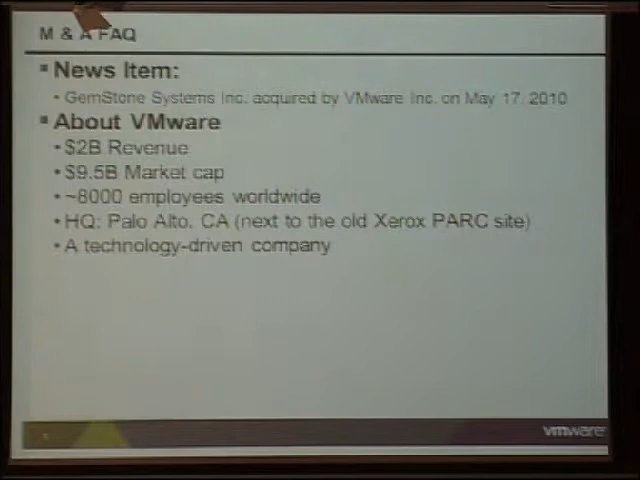 M & A FAQ
News Item:
GemStone Systems Inc. acquired by VMware Inc. on May 17, 2010
About VMware
$2B Revenue
$9.5B Market cap
~8000 employees worldwide
HQ: Palo Alto, CA (next to the old Xerox PARC site)
A technology-driven company
vmware